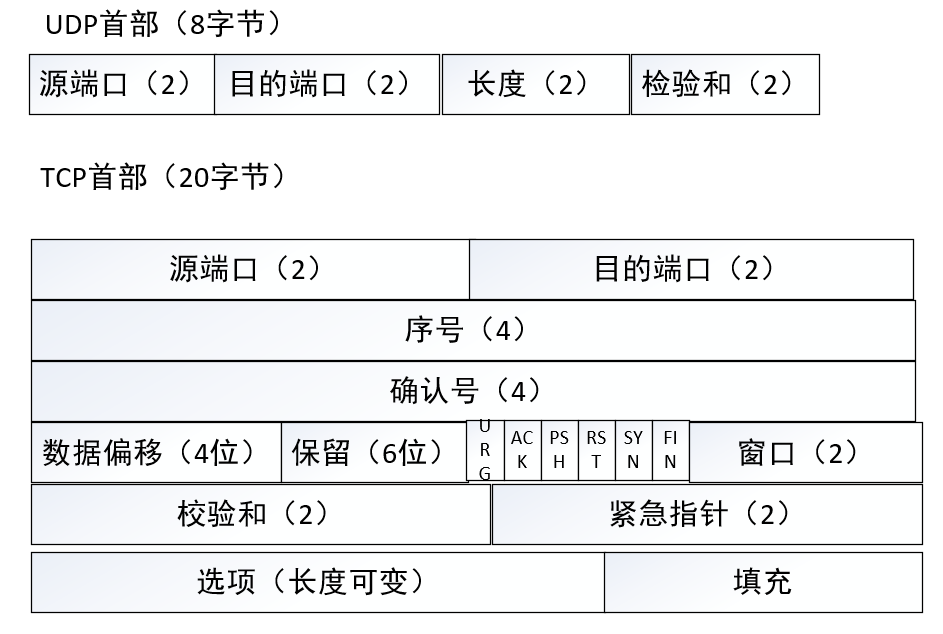 UDP首部（8字节）
源端口（2） 目的端口（2） 长度（2） 检验和（2）
TCP首部（20字节）
源端口（2） 目的端口（2）
序号（4）
确认号（4）
数据偏移（4位） 保留（6位） URG ACK PSH RST SYN FIN 窗口（2）
校验和（2） 紧急指针（2）
选项（长度可变） 填充